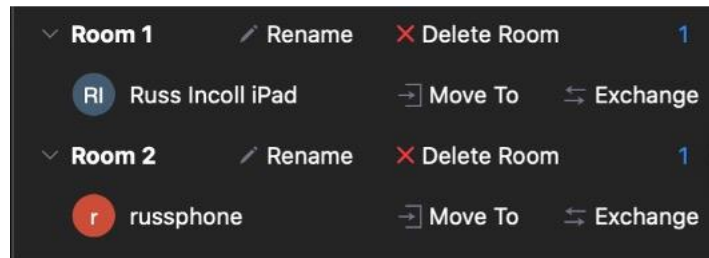 Room 1 Rename Delete Room 1
RI Russ Incoll iPad Move To Exchange
Room 2 Rename Delete Room 1
r russphone Move To Exchange